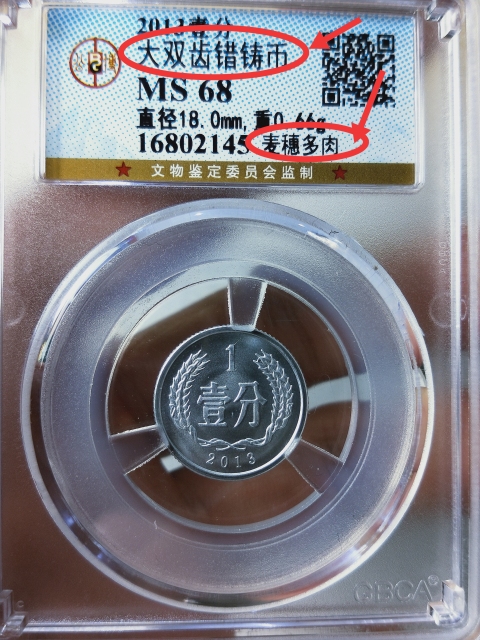 2013壹分
大双齿错铸币
MS 68
直径18.0mm,重0.66g
16802145 麦穗多肉
文物鉴定委员会监制
1
壹分
2013
GBCA